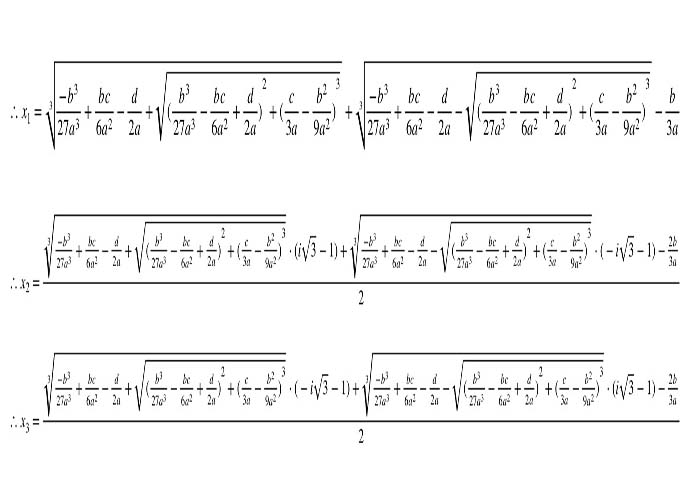 ∴ x₁ = ∛(-b³/27a³ + bc/6a² - d/2a + √((b³/27a³ - bc/6a² + d/2a)² + (c/3a - b²/9a²)³)) + ∛(-b³/27a³ + bc/6a² - d/2a - √((b³/27a³ - bc/6a² + d/2a)² + (c/3a - b²/9a²)³)) - b/3a
∴ x₂ = (∛(-b³/27a³ + bc/6a² - d/2a + √((b³/27a³ - bc/6a² + d/2a)² + (c/3a - b²/9a²)³)) · (i√3 - 1) + ∛(-b³/27a³ + bc/6a² - d/2a - √((b³/27a³ - bc/6a² + d/2a)² + (c/3a - b²/9a²)³)) · (-i√3 - 1) - 2b/3a)/2
∴ x₃ = (∛(-b³/27a³ + bc/6a² - d/2a + √((b³/27a³ - bc/6a² + d/2a)² + (c/3a - b²/9a²)³)) · (-i√3 - 1) + ∛(-b³/27a³ + bc/6a² - d/2a - √((b³/27a³ - bc/6a² + d/2a)² + (c/3a - b²/9a²)³)) · (i√3 - 1) - 2b/3a)/2